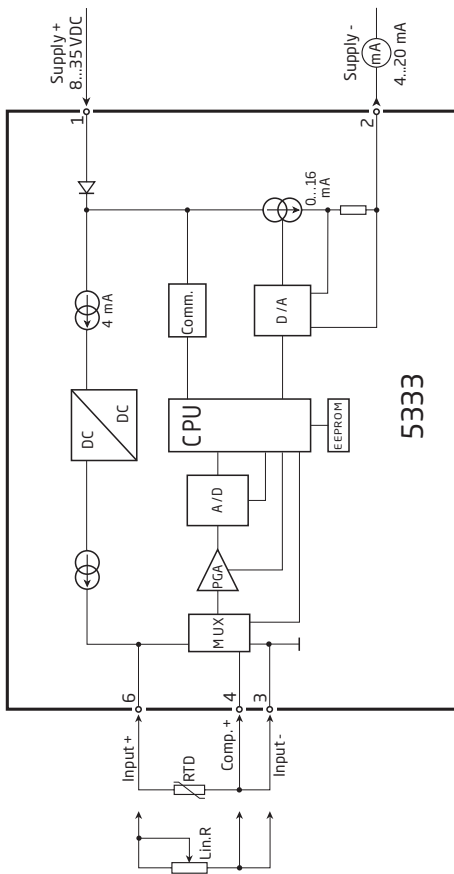 Supply +
8...35 VDC
Supply -
mA
4...20 mA
1
2
4 mA
0...16
mA
DC
DC
Comm.
D/A
CPU
EEPROM
5333
A/D
PGA
MUX
6
4
3
Input+
Comp.+
Input-
RTD
Lin.R